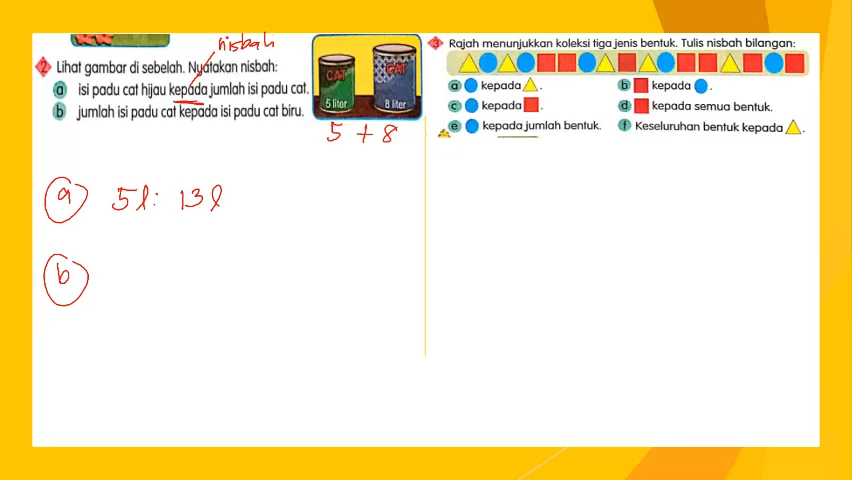 nisbah
2 Lihat gambar di sebelah. Nyatakan nisbah:
a isi padu cat hijau kepada jumlah isi padu cat.
b jumlah isi padu cat kepada isi padu cat biru.
CAT
5 liter
CAT
8 liter
5 + 8
a 5l : 13l
b
3 Rajah menunjukkan koleksi tiga jenis bentuk. Tulis nisbah bilangan:
a kepada .
b kepada .
c kepada .
d kepada semua bentuk.
e kepada jumlah bentuk.
f Keseluruhan bentuk kepada .